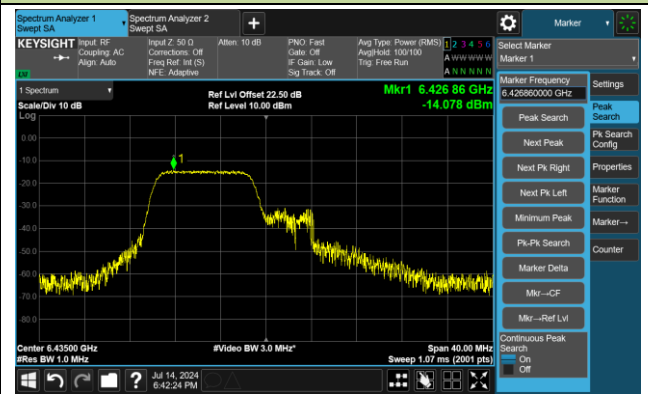 Spectrum Analyzer 1
Swept SA
Spectrum Analyzer 2
Swept SA
+
Marker
KEYSIGHT
Input: RF
Coupling: AC
Align: Auto
Input Z: 50 Ω
Corrections: Off
Freq Ref: Int (S)
NFE: Adaptive
Atten: 10 dB
PNO: Fast
Gate: Off
IF Gain: Low
Sig Track: Off
Avg Type: Power (RMS)
Avg|Hold: 100/100
Trig: Free Run
1 2 3 4 5 6
A W W W W W
A N N N N N
Select Marker
Marker 1
1 Spectrum
Scale/Div 10 dB
Log
Ref Lvl Offset 22.50 dB
Ref Level 10.00 dBm
Mkr1 6.426 86 GHz
-14.078 dBm
Marker Frequency
6.426860000 GHz
Settings
Peak Search
Peak
Search
Next Peak
Pk Search
Config
Next Pk Right
Properties
Next Pk Left
Marker
Function
Minimum Peak
Marker→
Pk-Pk Search
Counter
Marker Delta
Mkr→CF
Mkr→Ref Lvl
Continuous Peak
Search
On
Off
0.00
-10.0
1
-20.0
-30.0
-40.0
-50.0
-60.0
-70.0
-80.0
Center 6.43500 GHz
#Res BW 1.0 MHz
#Video BW 3.0 MHz*
Span 40.00 MHz
Sweep 1.07 ms (2001 pts)
?
Jul 14, 2024
6:42:24 PM